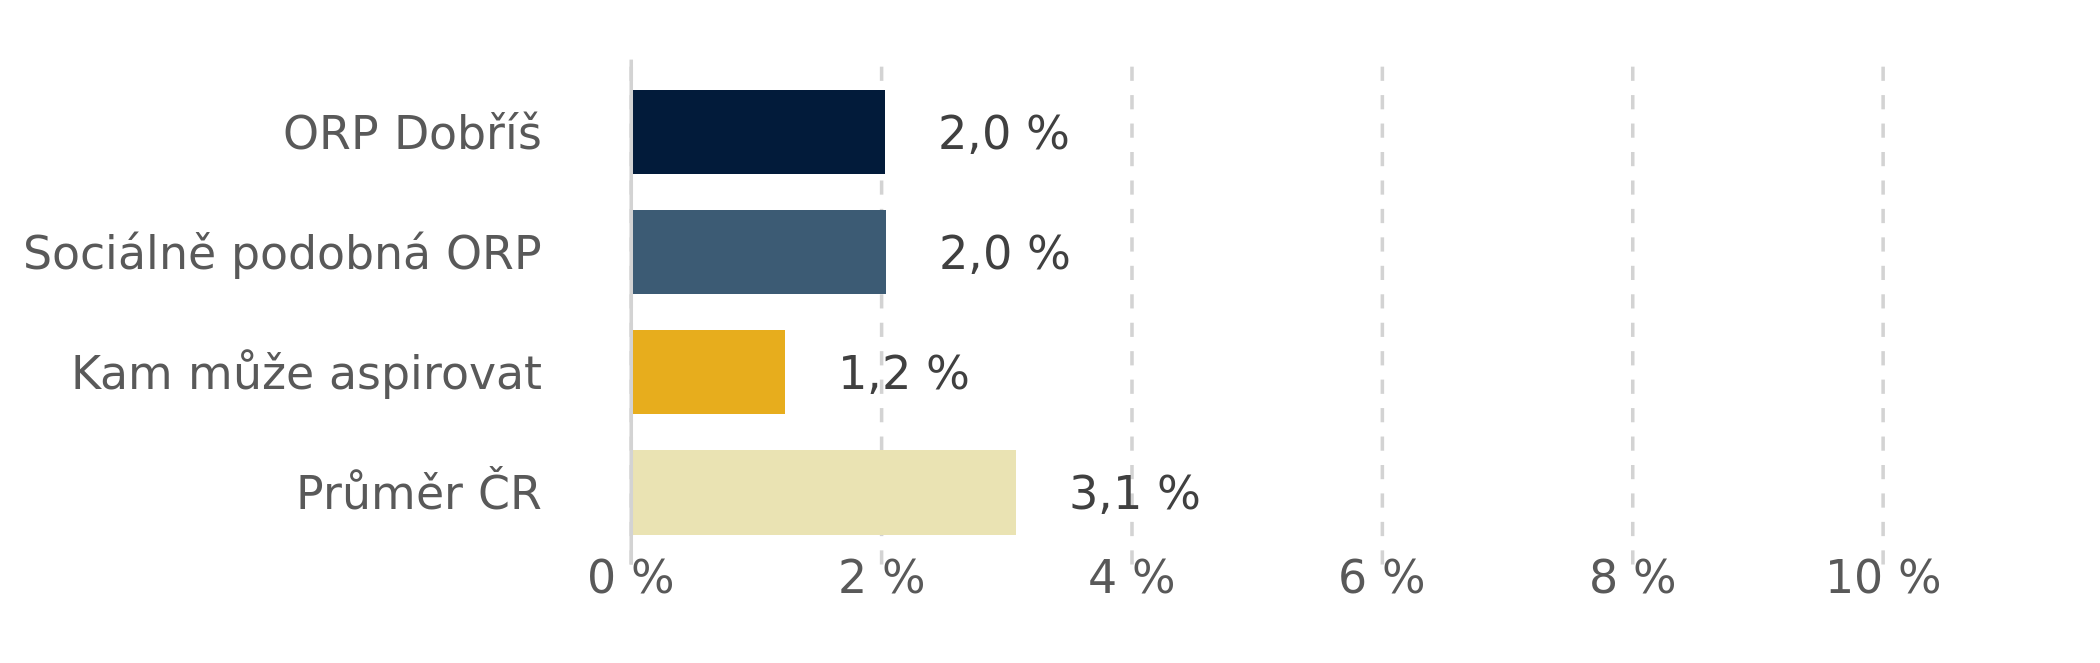 ORP Dobříš 2,0 %
Sociálně podobná ORP 2,0 %
Kam může aspirovat 1,2 %
Průměr ČR 3,1 %
0 % 2 % 4 % 6 % 8 % 10 %